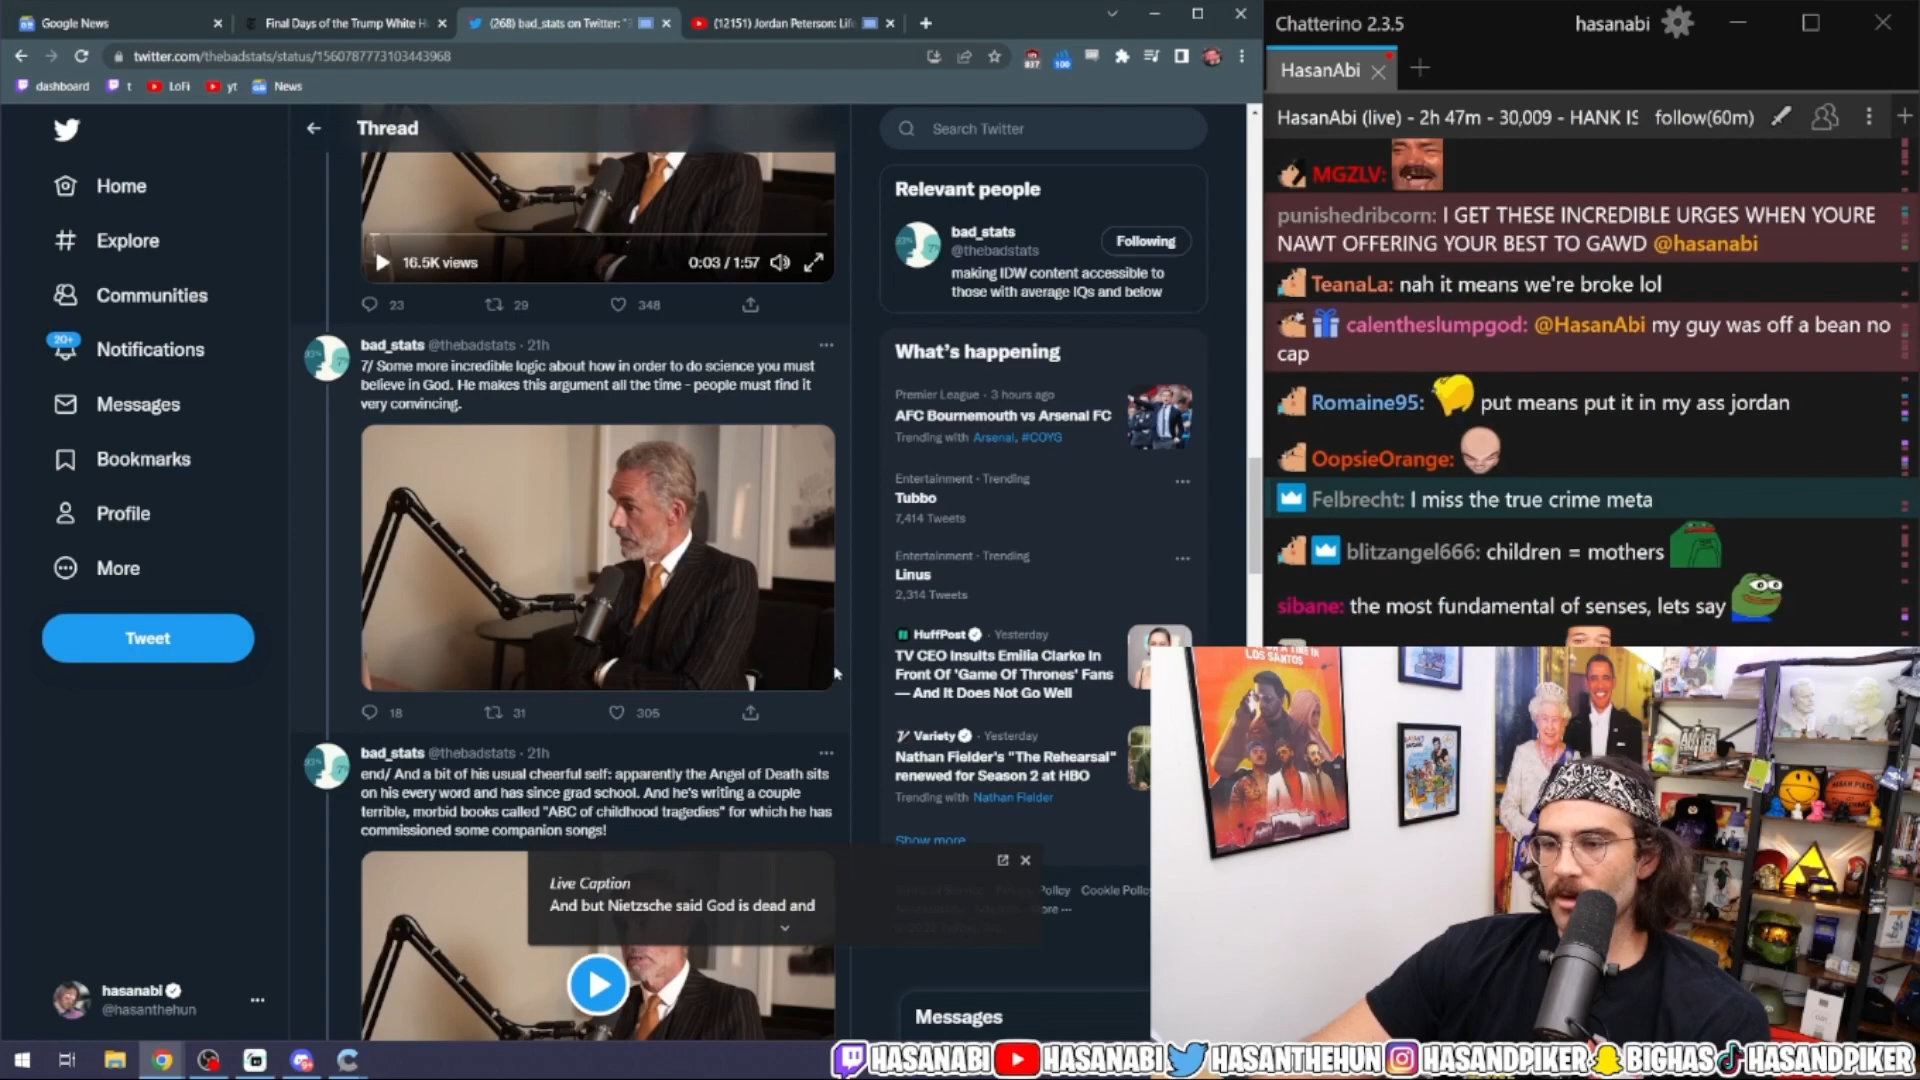 Google News
Final Days of the Trump White H
(268) bad_stats on Twitter: "
(12151) Jordan Peterson: Life
twitter.com/thebadstats/status/1560787773103443968
837
100
dashboard
t
LoFi
yt
News
Home
Explore
Communities
20+
Notifications
Messages
Bookmarks
Profile
More
Tweet
hasanabi
@hasanthehun
Thread
16.5K views
0:03 / 1:57
23
29
348
bad_stats @thebadstats · 21h
7/ Some more incredible logic about how in order to do science you must
believe in God. He makes this argument all the time - people must find it
very convincing.
18
31
305
bad_stats @thebadstats · 21h
end/ And a bit of his usual cheerful self: apparently the Angel of Death sits
on his every word and has since grad school. And he's writing a couple
terrible, morbid books called "ABC of childhood tragedies" for which he has
commissioned some companion songs!
Live Caption
And but Nietzsche said God is dead and
Search Twitter
Relevant people
bad_stats
@thebadstats
Following
making IDW content accessible to
those with average IQs and below
What's happening
Premier League · 3 hours ago
AFC Bournemouth vs Arsenal FC
Trending with Arsenal, #COYG
Entertainment · Trending
Tubbo
7,414 Tweets
Entertainment · Trending
Linus
2,314 Tweets
HuffPost · Yesterday
TV CEO Insults Emilia Clarke In
Front Of 'Game Of Thrones' Fans
— And It Does Not Go Well
Variety · Yesterday
Nathan Fielder's "The Rehearsal"
renewed for Season 2 at HBO
Trending with Nathan Fielder
Show more
Policy Cookie Policy
Messages
Chatterino 2.3.5
hasanabi
HasanAbi
HasanAbi (live) - 2h 47m - 30,009 - HANK IS
follow(60m)
MGZLV:
punishedribcorn: I GET THESE INCREDIBLE URGES WHEN YOURE
NAWT OFFERING YOUR BEST TO GAWD @hasanabi
TeanaLa: nah it means we're broke lol
calentheslumpgod: @HasanAbi my guy was off a bean no
cap
Romaine95: put means put it in my ass jordan
OopsieOrange:
Felbrecht: I miss the true crime meta
blitzangel666: children = mothers
sibane: the most fundamental of senses, lets say
LOS SANTOS
HASANABI HASANABI HASANTHEHUN HASANDPIKER BIGHAS HASANDPIKER